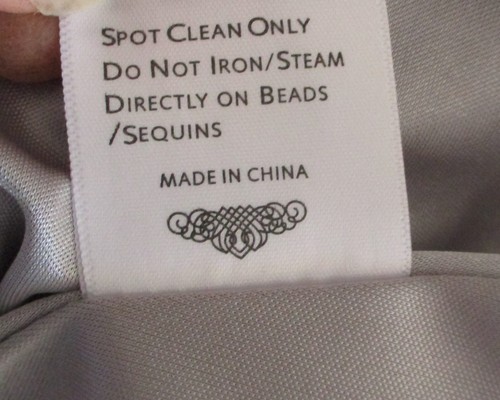 SPOT CLEAN ONLY
DO NOT IRON/STEAM
DIRECTLY ON BEADS
/SEQUINS
MADE IN CHINA